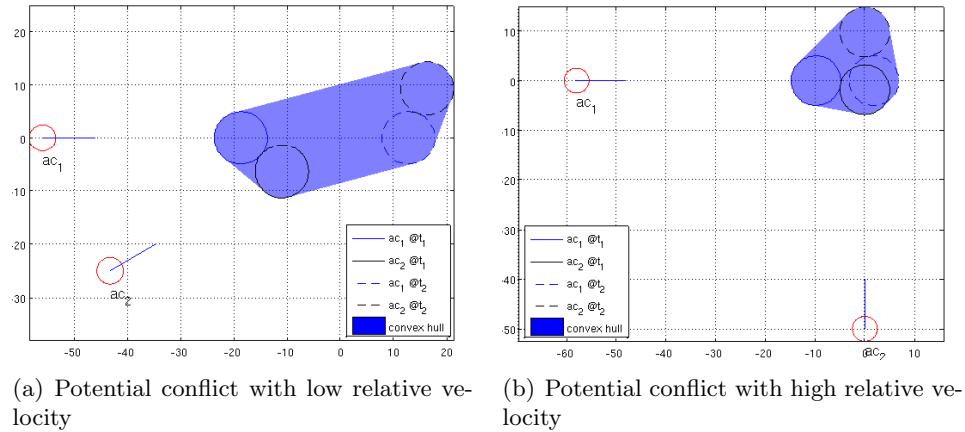 20
10
0
-10
-20
-30
-50 -40 -30 -20 -10 0 10 20
ac1
ac2
ac1 @t1
ac2 @t1
ac1 @t2
ac2 @t2
convex hull
10
0
-10
-20
-30
-40
-50
-60 -50 -40 -30 -20 -10 0 10
ac1
ac2
ac1 @t1
ac2 @t1
ac1 @t2
ac2 @t2
convex hull
(a) Potential conflict with low relative ve-
locity
(b) Potential conflict with high relative ve-
locity